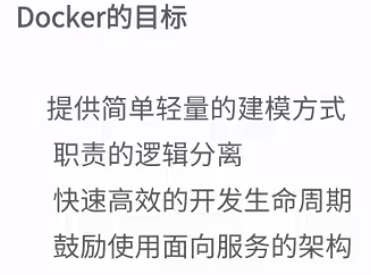 Docker的目标
提供简单轻量的建模方式
职责的逻辑分离
快速高效的开发生命周期
鼓励使用面向服务的架构